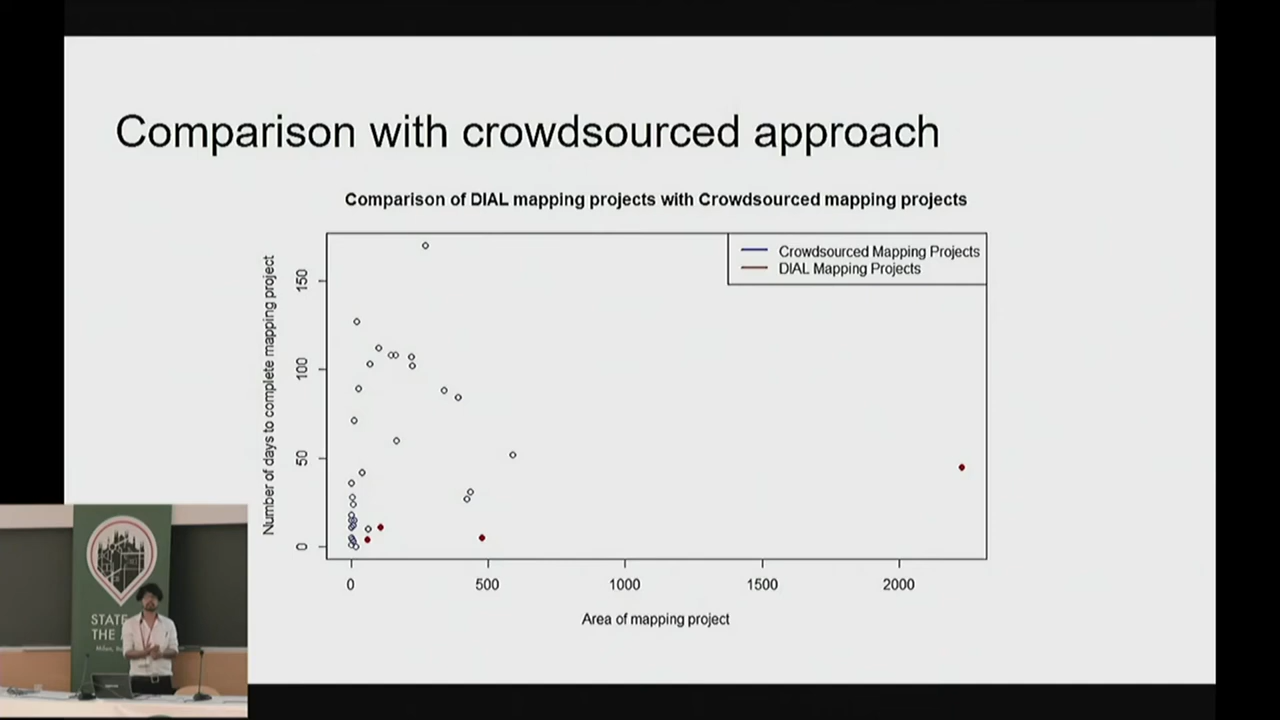 Comparison with crowdsourced approach
Comparison of DIAL mapping projects with Crowdsourced mapping projects
Crowdsourced Mapping Projects
DIAL Mapping Projects
Number of days to complete mapping project
150
100
50
0
0 500 1000 1500 2000
Area of mapping project
STATE
THE
Milan,